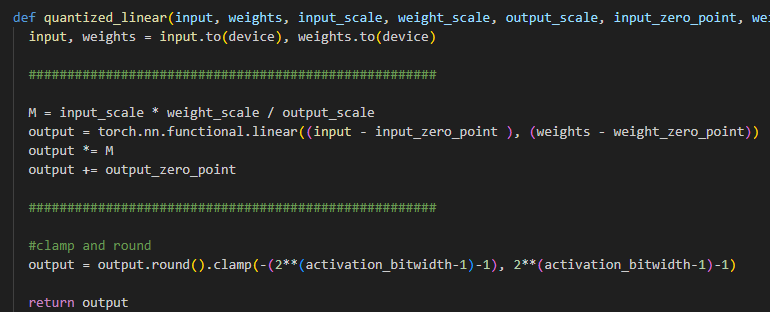 def quantized_linear(input, weights, input_scale, weight_scale, output_scale, input_zero_point, wei
input, weights = input.to(device), weights.to(device)
#####################################################
M = input_scale * weight_scale / output_scale
output = torch.nn.functional.linear((input - input_zero_point ), (weights - weight_zero_point))
output *= M
output += output_zero_point
#####################################################
#clamp and round
output = output.round().clamp(-(2**(activation_bitwidth-1)-1), 2**(activation_bitwidth-1)-1)
return output